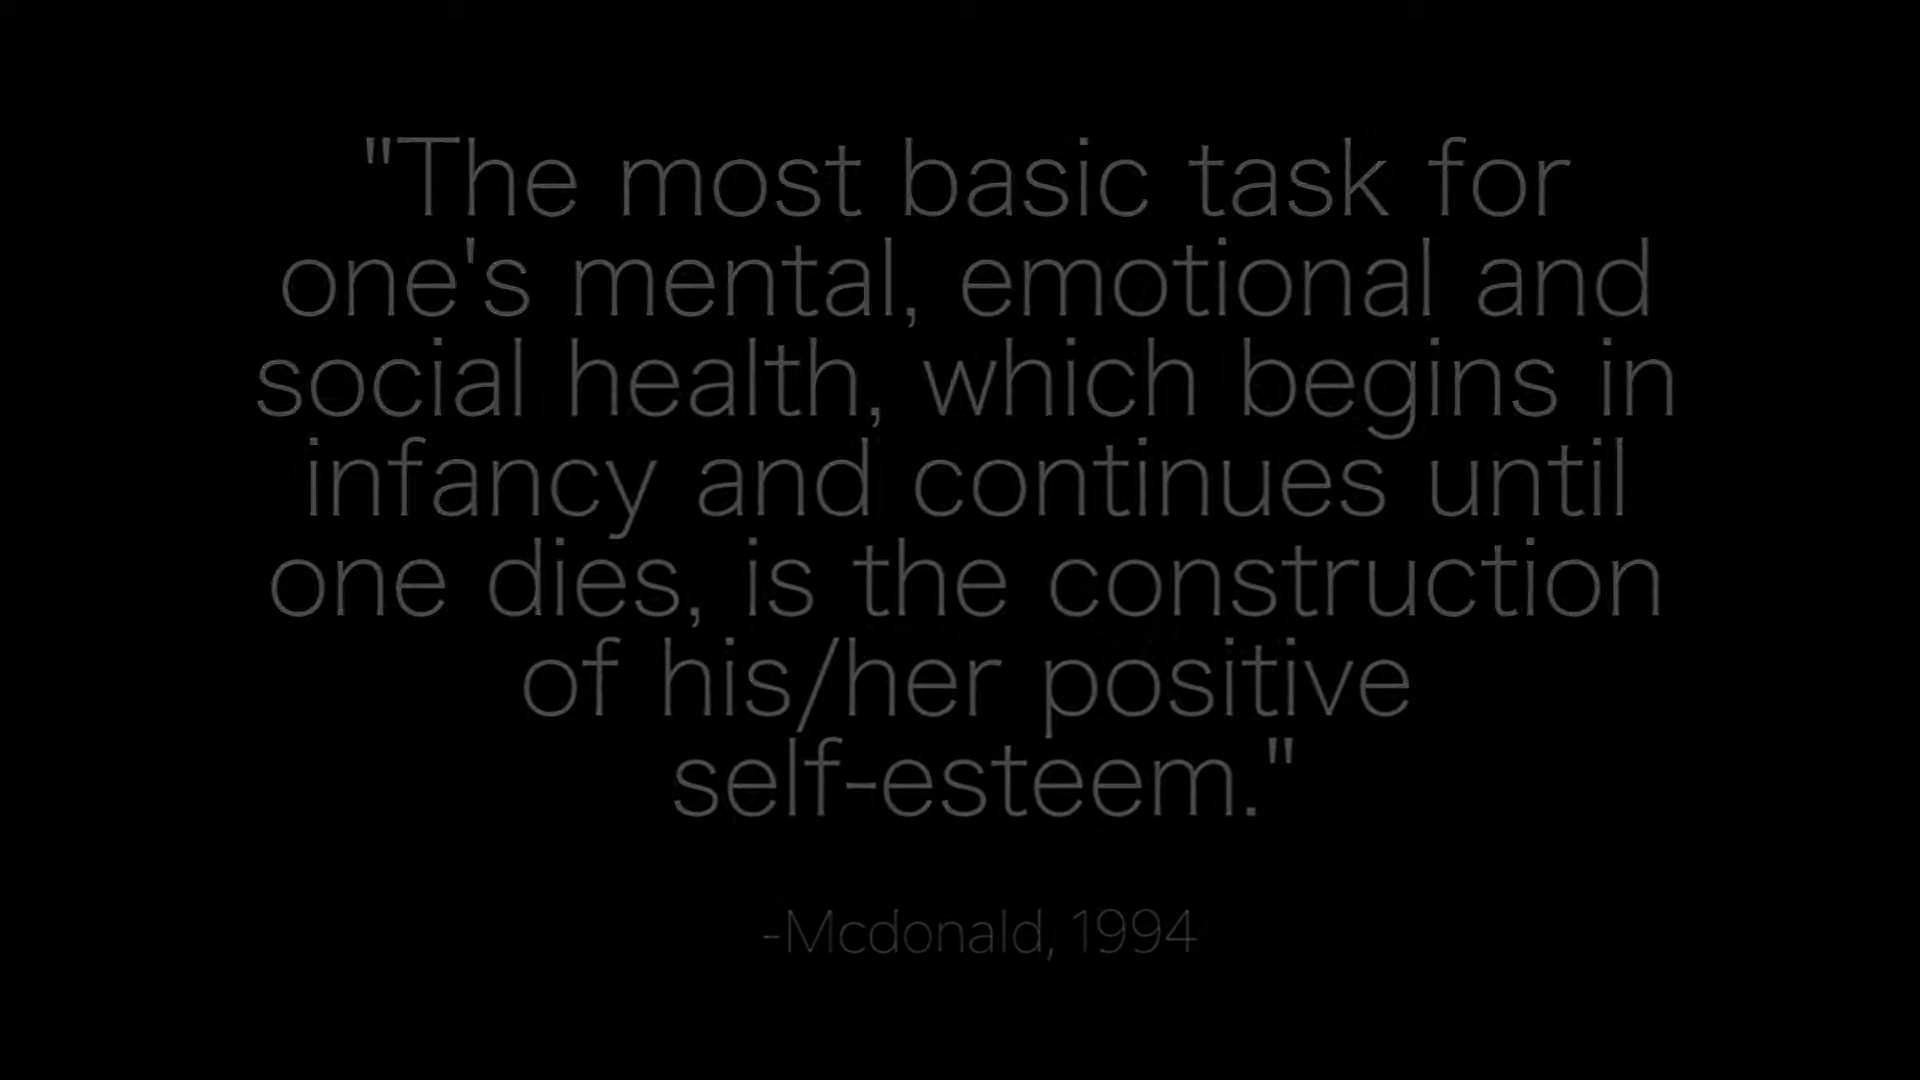 "The most basic task for
one's mental, emotional and
social health, which begins in
infancy and continues until
one dies, is the construction
of his/her positive
self-esteem."
-Mcdonald, 1994